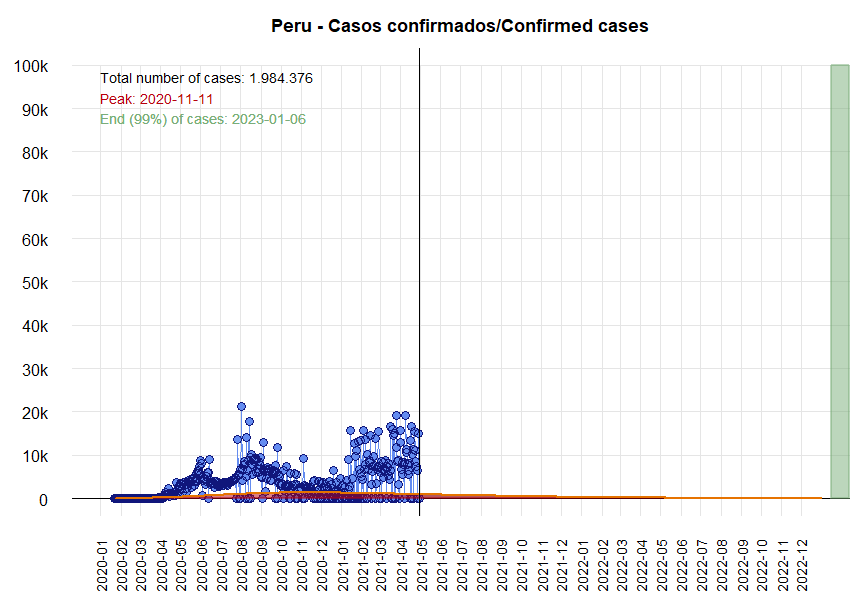 Peru - Casos confirmados/Confirmed cases
100k
90k
80k
70k
60k
50k
40k
30k
20k
10k
0
Total number of cases: 1.984.376
Peak: 2020-11-11
End (99%) of cases: 2023-01-06
2020-01
2020-02
2020-03
2020-04
2020-05
2020-06
2020-07
2020-08
2020-09
2020-10
2020-11
2020-12
2021-01
2021-02
2021-03
2021-04
2021-05
2021-06
2021-07
2021-08
2021-09
2021-10
2021-11
2021-12
2022-01
2022-02
2022-03
2022-04
2022-05
2022-06
2022-07
2022-08
2022-09
2022-10
2022-11
2022-12